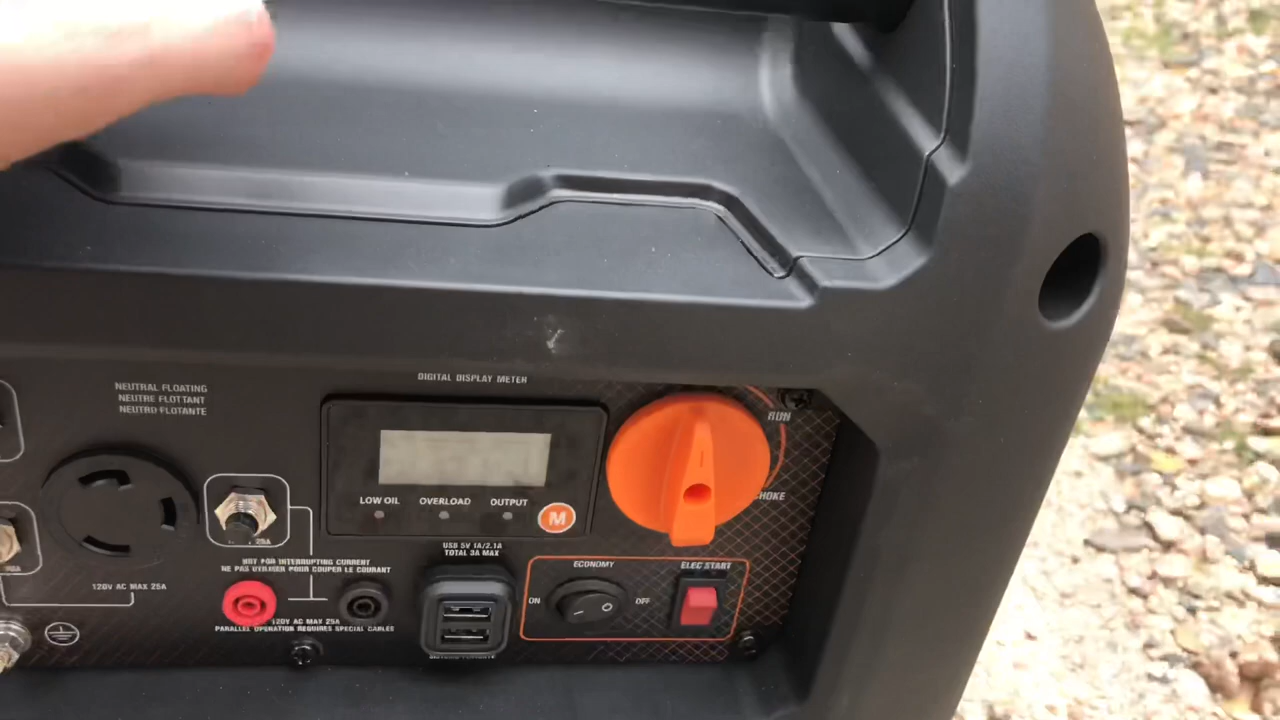 NEUTRAL FLOATING
NEUTRE FLOTTANT
NEUTRO FLOTANTE
DIGITAL DISPLAY METER
RUN
LOW OIL OVERLOAD OUTPUT
M
USB 5V 1A/2.1A
TOTAL 3A MAX
NOT FOR INTERRUPTING CURRENT
NE PAS UTILISER POUR COUPER LE COURANT
120V AC MAX 25A
ECONOMY
ON
OFF
ELEC START
120V AC MAX 25A
PARALLEL OPERATION REQUIRES SPECIAL CABLES